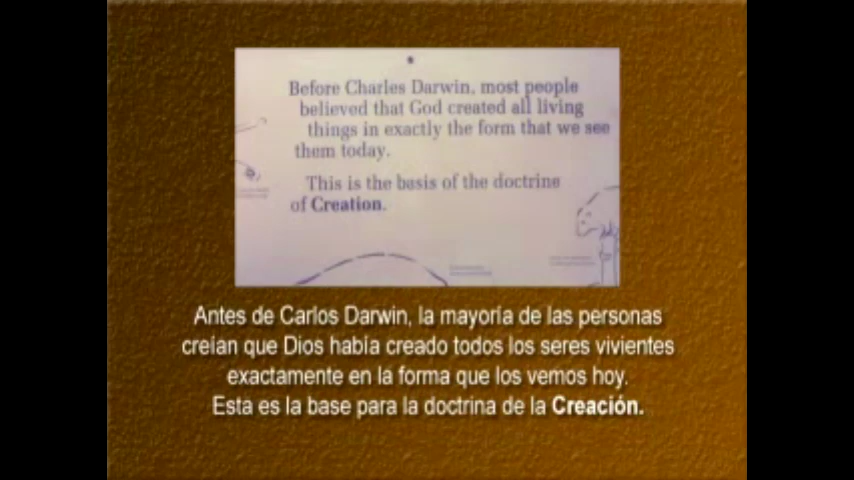 Before Charles Darwin, most people
believed that God created all living
things in exactly the form that we see
them today.
This is the basis of the doctrine
of Creation.
Antes de Carlos Darwin, la mayoría de las personas
creían que Dios había creado todos los seres vivientes
exactamente en la forma que los vemos hoy.
Esta es la base para la doctrina de la Creación.